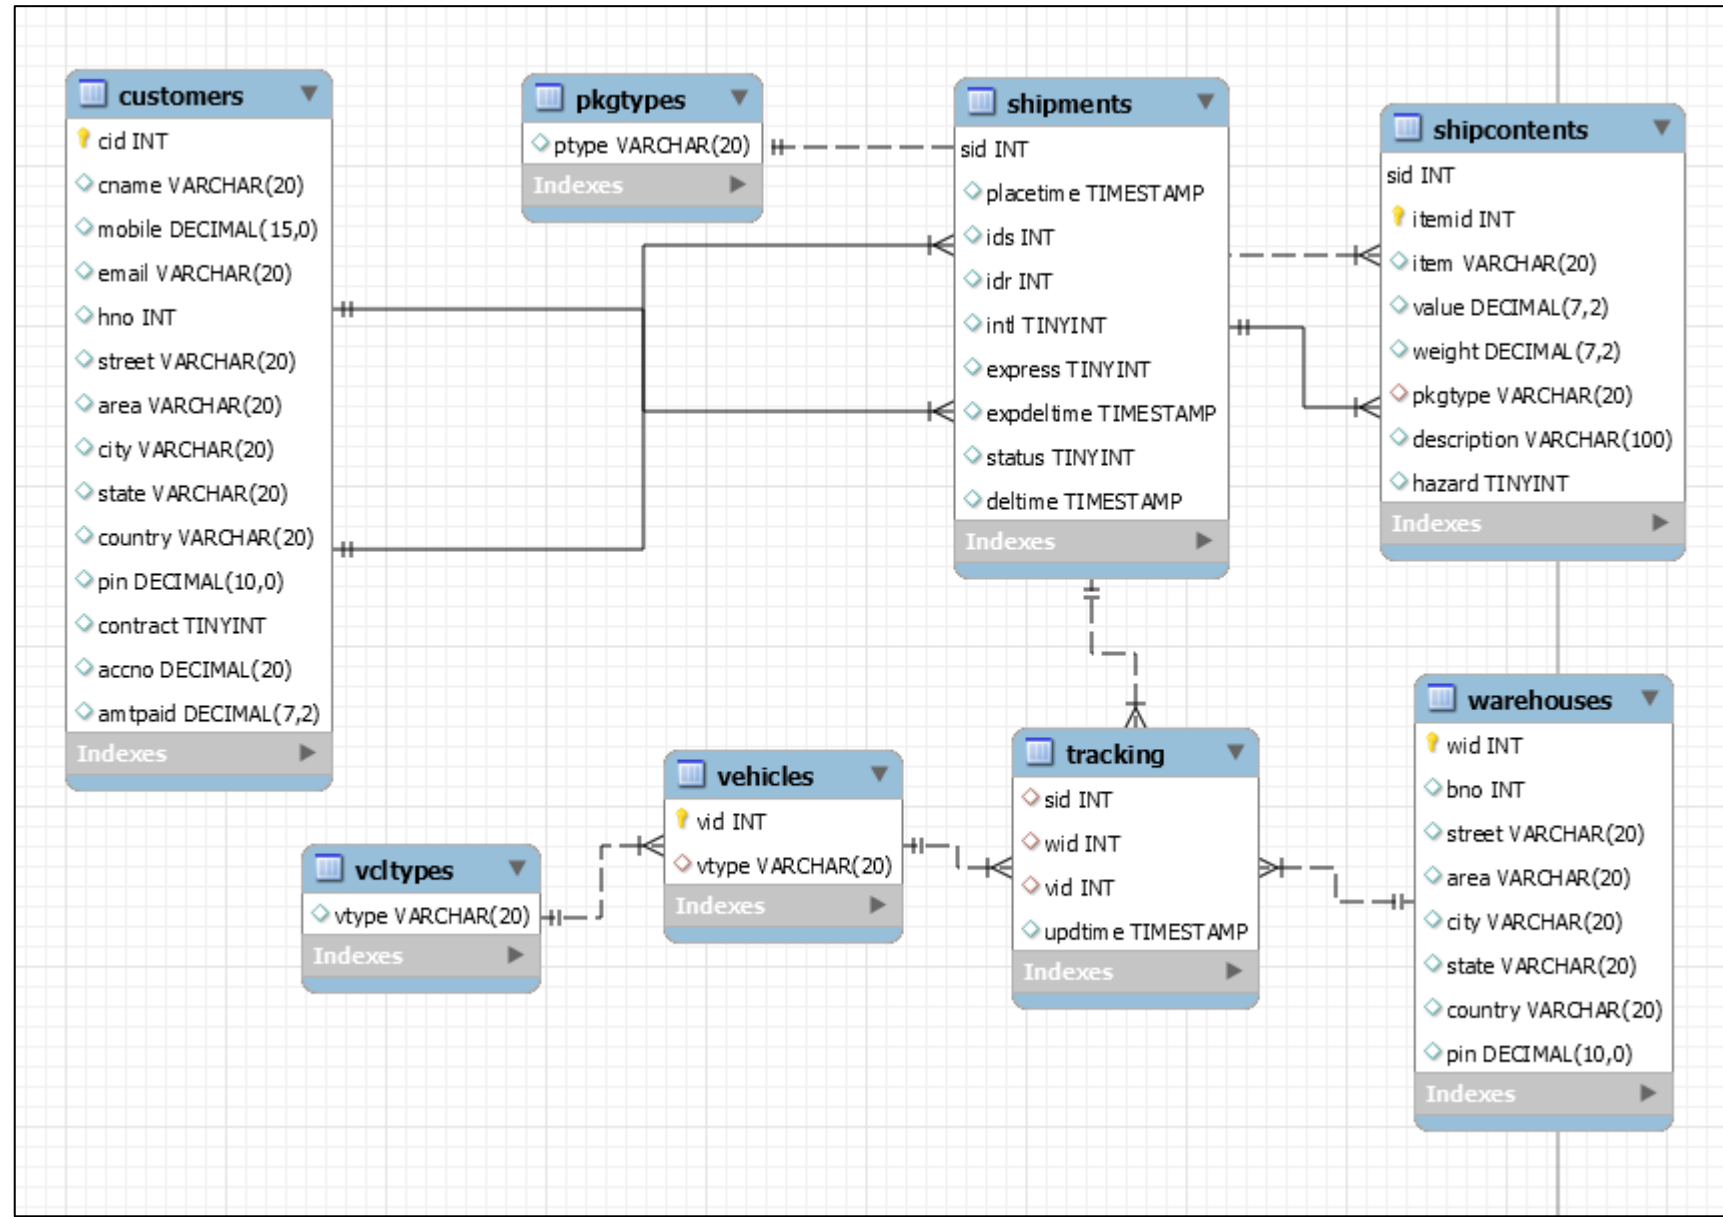 customers
cid INT
cname VARCHAR(20)
mobile DECIMAL(15,0)
email VARCHAR(20)
hno INT
street VARCHAR(20)
area VARCHAR(20)
city VARCHAR(20)
state VARCHAR(20)
country VARCHAR(20)
pin DECIMAL(10,0)
contract TINYINT
accno DECIMAL(20)
amtpaid DECIMAL(7,2)
Indexes
pkgtypes
ptype VARCHAR(20)
Indexes
shipments
sid INT
placetime TIMESTAMP
ids INT
idr INT
intl TINYINT
express TINYINT
expdeltime TIMESTAMP
status TINYINT
deltime TIMESTAMP
Indexes
shipcontents
sid INT
itemid INT
item VARCHAR(20)
value DECIMAL(7,2)
weight DECIMAL(7,2)
pkgtype VARCHAR(20)
description VARCHAR(100)
hazard TINYINT
Indexes
vcltypes
vtype VARCHAR(20)
Indexes
vehicles
vid INT
vtype VARCHAR(20)
Indexes
tracking
sid INT
wid INT
vid INT
updtime TIMESTAMP
Indexes
warehouses
wid INT
bno INT
street VARCHAR(20)
area VARCHAR(20)
city VARCHAR(20)
state VARCHAR(20)
country VARCHAR(20)
pin DECIMAL(10,0)
Indexes